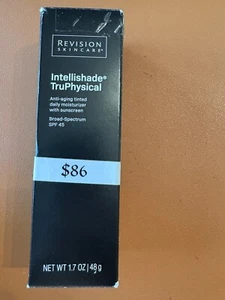 REVISION
SKINCARE®
Intellishade®
TruPhysical
Anti-aging tinted
daily moisturizer
with sunscreen
Broad-Spectrum
SPF 45
$86
NET WT 1.7 OZ | 48 g